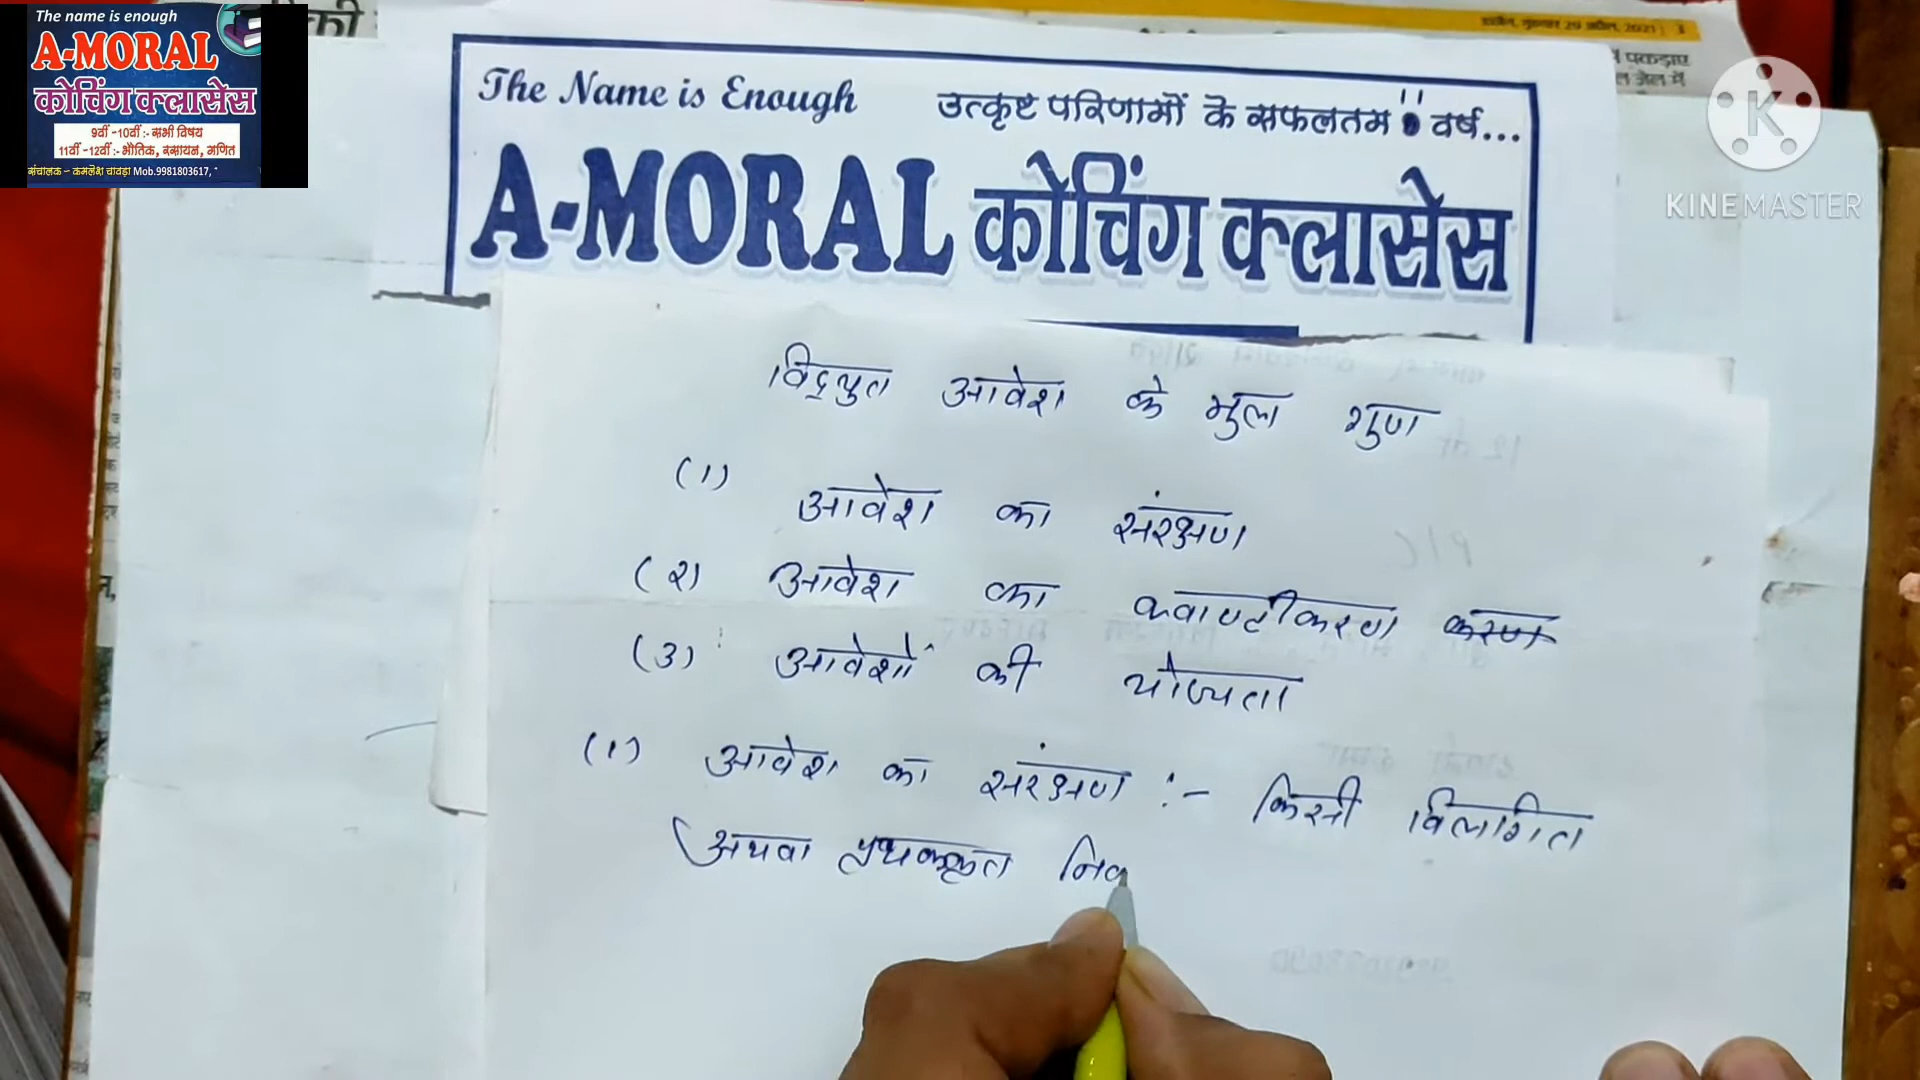 The name is enough
A-MORAL
कोचिंग क्लासेस
9वीं -10वीं :- सभी विषय
11वीं -12वीं :- भौतिक, रसायन, गणित
संचालक - कमलेश चावड़ा Mob.9981803617,
The Name is Enough
उत्कृष्ट परिणामों के सफलतम 11 वर्ष...
A-MORAL कोचिंग क्लासेस
KINEMASTER
विद्युत आवेश के मुल गुण
(1) आवेश का संरक्षण
(2) आवेश का क्वाण्टीकरण करण
(3) आवेशों की योज्यता
(1) आवेश का संरक्षण :- किसी विलगित
अथवा पृथक्कृत निव